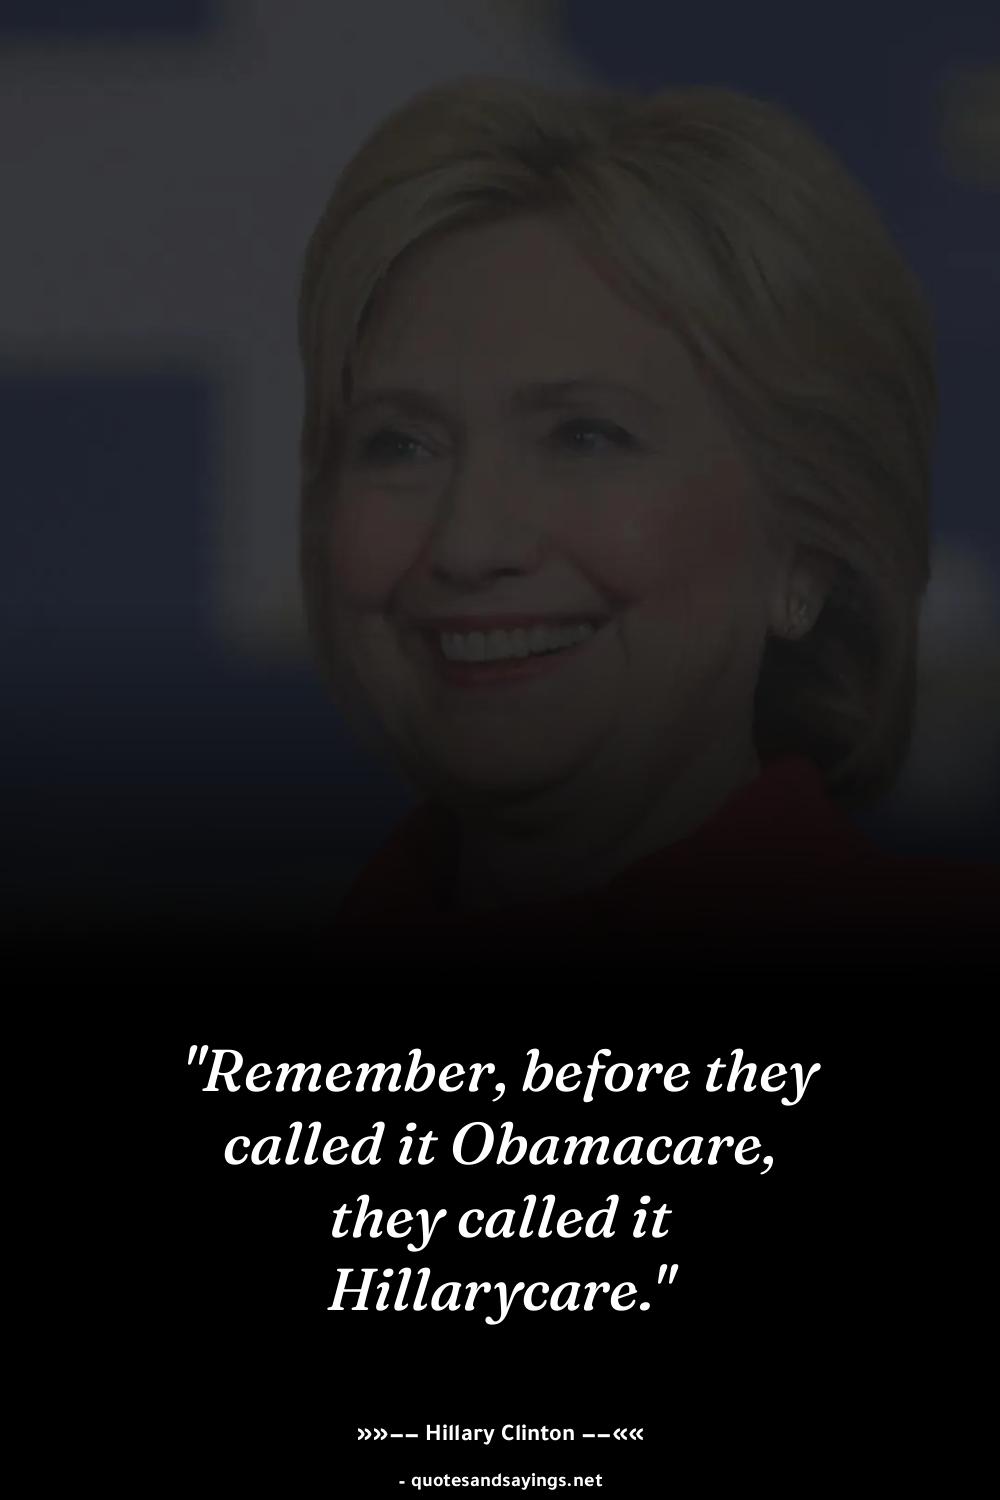 "Remember, before they
called it Obamacare,
they called it
Hillarycare."
»»–– Hillary Clinton ––««
- quotesandsayings.net